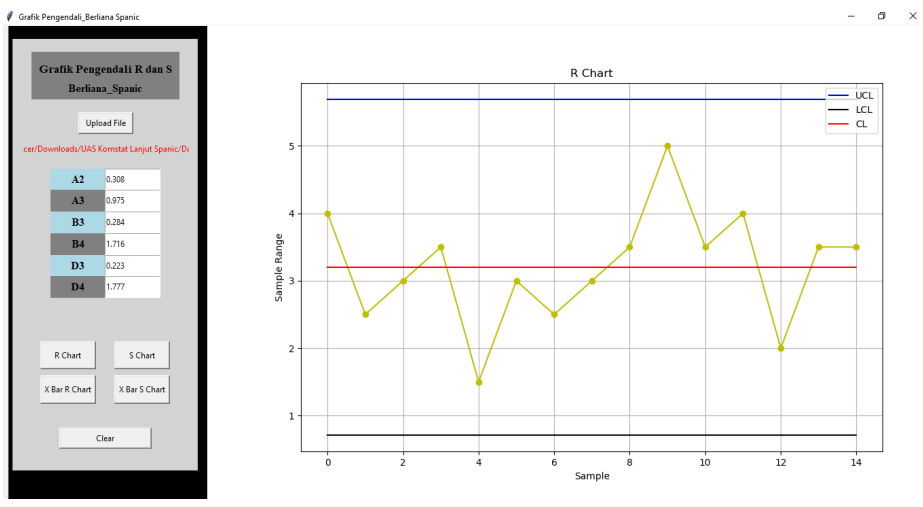 Grafik Pengendali_Berliana Spanic
Grafik Pengendali R dan S
Berliana_Spanic
Upload File
.cer/Downloads/UAS Komstat Lanjut Spanic/Da
A2 0.308
A3 0.975
B3 0.284
B4 1.716
D3 0.223
D4 1.777
R Chart S Chart
X Bar R Chart X Bar S Chart
Clear
R Chart
UCL
LCL
CL
5
4
3
2
1
Sample Range
0 2 4 6 8 10 12 14
Sample